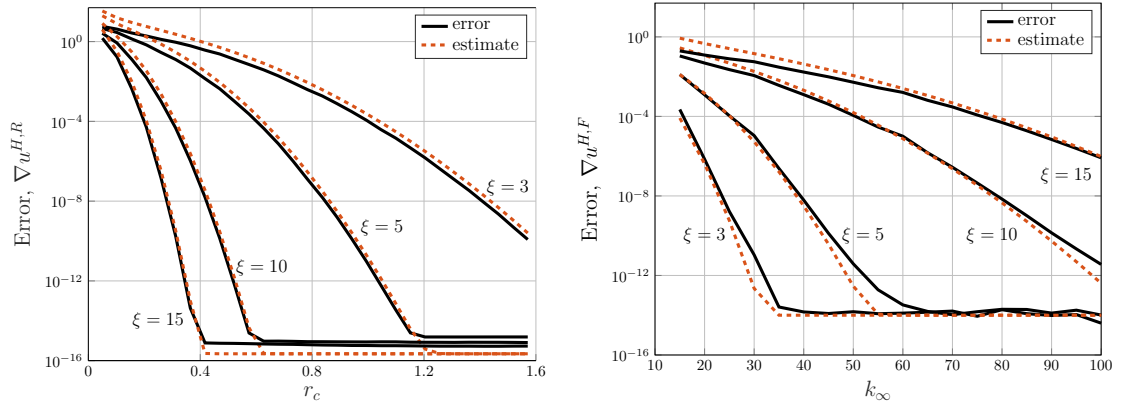 error
estimate
10^0
10^{-4}
10^{-8}
10^{-12}
10^{-16}
Error, ∇u^{H,R}
ξ = 3
ξ = 5
ξ = 10
ξ = 15
0 0.4 0.8 1.2 1.6
r_c
error
estimate
10^0
10^{-4}
10^{-8}
10^{-12}
10^{-16}
Error, ∇u^{H,F}
ξ = 15
ξ = 3
ξ = 5
ξ = 10
10 20 30 40 50 60 70 80 90 100
k_∞